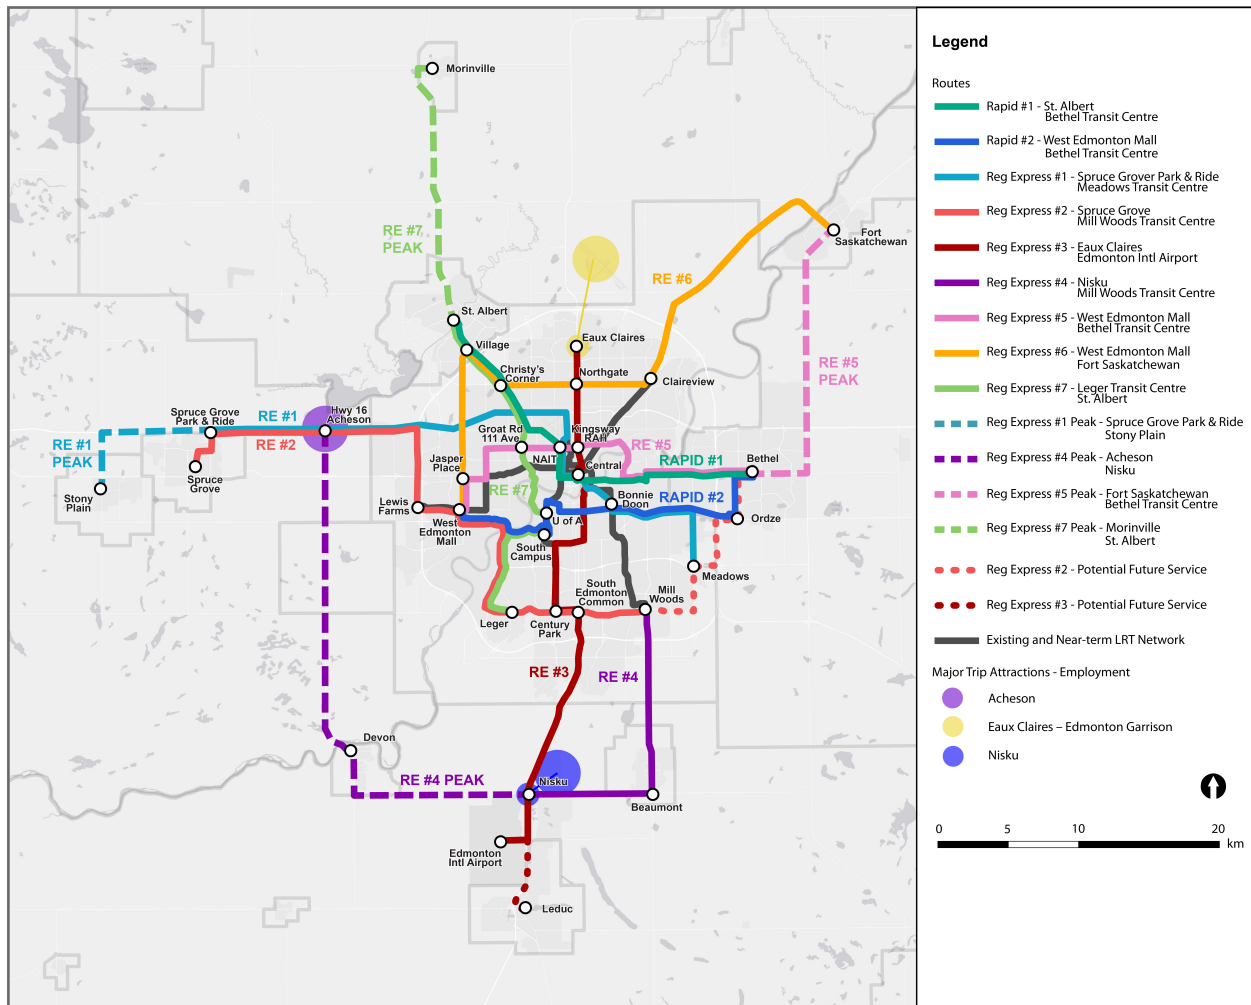 Morinville
RE #7
PEAK
Fort
Saskatchewan
RE #6
St. Albert
Village
Eaux Claires
Christy's
Corner
Northgate
Claireview
RE #5
PEAK
Spruce Grove
Park & Ride
RE #1
Hwy 16
Acheson
RE #2
RE #1
PEAK
Groat Rd
111 Ave
Kingsway
RAH
RE #5
NAIT
Jasper
Place
Central
RAPID #1
Bethel
Spruce
Grove
Stony
Plain
RE #7
Lewis
Farms
West
Edmonton
Mall
U of A
Bonnie
Doon
RAPID #2
Ordze
South
Campus
Meadows
South
Edmonton
Common
Mill
Woods
Leger
Century
Park
RE #3
RE #4
Devon
RE #4 PEAK
Nisku
Beaumont
Edmonton
Intl Airport
Leduc
Legend
Routes
Rapid #1 - St. Albert
Bethel Transit Centre
Rapid #2 - West Edmonton Mall
Bethel Transit Centre
Reg Express #1 - Spruce Grover Park & Ride
Meadows Transit Centre
Reg Express #2 - Spruce Grove
Mill Woods Transit Centre
Reg Express #3 - Eaux Claires
Edmonton Intl Airport
Reg Express #4 - Nisku
Mill Woods Transit Centre
Reg Express #5 - West Edmonton Mall
Bethel Transit Centre
Reg Express #6 - West Edmonton Mall
Fort Saskatchewan
Reg Express #7 - Leger Transit Centre
St. Albert
Reg Express #1 Peak - Spruce Grove Park & Ride
Stony Plain
Reg Express #4 Peak - Acheson
Nisku
Reg Express #5 Peak - Fort Saskatchewan
Bethel Transit Centre
Reg Express #7 Peak - Morinville
St. Albert
Reg Express #2 - Potential Future Service
Reg Express #3 - Potential Future Service
Existing and Near-term LRT Network
Major Trip Attractions - Employment
Acheson
Eaux Claires – Edmonton Garrison
Nisku
0 5 10 20
km